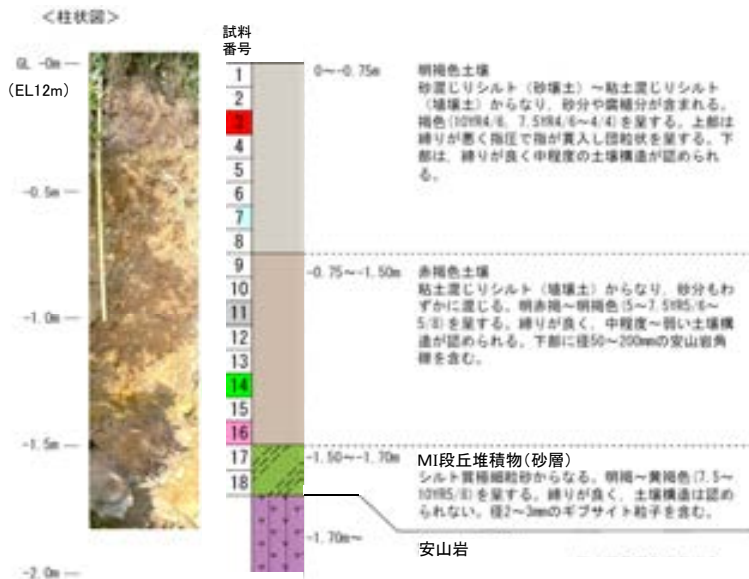 <柱状図>
試料
番号
GL -0m
(EL12m)
-0.5m
-1.0m
-1.5m
-2.0m
1
2
3
4
5
6
7
8
9
10
11
12
13
14
15
16
17
18
0〜-0.75m
明褐色土壌
砂混じりシルト（砂壌土）〜粘土混じりシルト
（埴壌土）からなり、砂分や腐植分が含まれる。
褐色(10YR4/6、7.5YR4/6〜4/4)を呈する。上部は
締りが悪く指圧で指が貫入し団粒状を呈する。下
部は、締りが良く中程度の土壌構造が認められ
る。
-0.75〜-1.50m
赤褐色土壌
粘土混じりシルト（埴壌土）からなり、砂分もわ
ずかに混じる。明赤褐〜明褐色(5〜7.5YR5/6〜
5/8)を呈する。締りが良く、中程度〜弱い土壌構
造が認められる。下部に径50〜200mmの安山岩角
礫を含む。
-1.50〜-1.70m
MI段丘堆積物(砂層)
シルト質極細粒砂からなる。明褐〜黄褐色(7.5〜
10YR5/8)を呈する。締りが良く、土壌構造は認め
られない。径2〜3mmのギブサイト粒子を含む。
-1.70m〜
安山岩